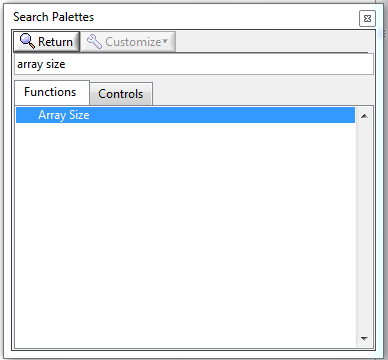 Search Palettes
Return Customize
array size
Functions Controls
Array Size